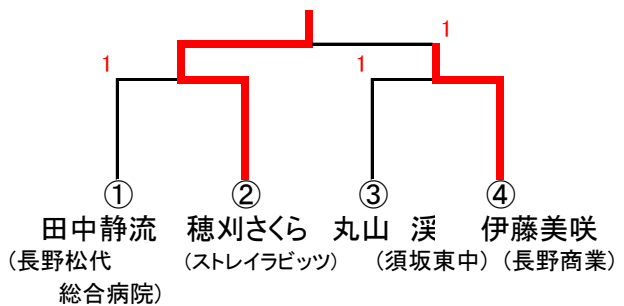 1
1 1
① ② ③ ④
田中静流 穂刈さくら 丸山 渓 伊藤美咲
(長野松代 (ストレイラビッツ) (須坂東中) (長野商業)
総合病院)